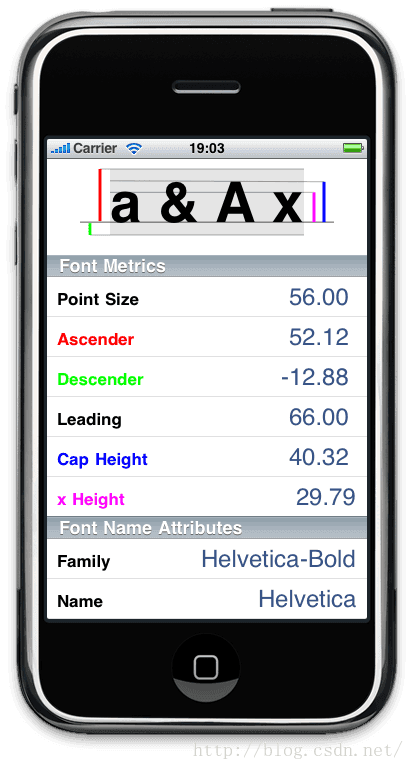 Carrier 19:03
a & A x
Font Metrics
Point Size 56.00
Ascender 52.12
Descender -12.88
Leading 66.00
Cap Height 40.32
x Height 29.79
Font Name Attributes
Family Helvetica-Bold
Name Helvetica
http://blog.csdn.net/